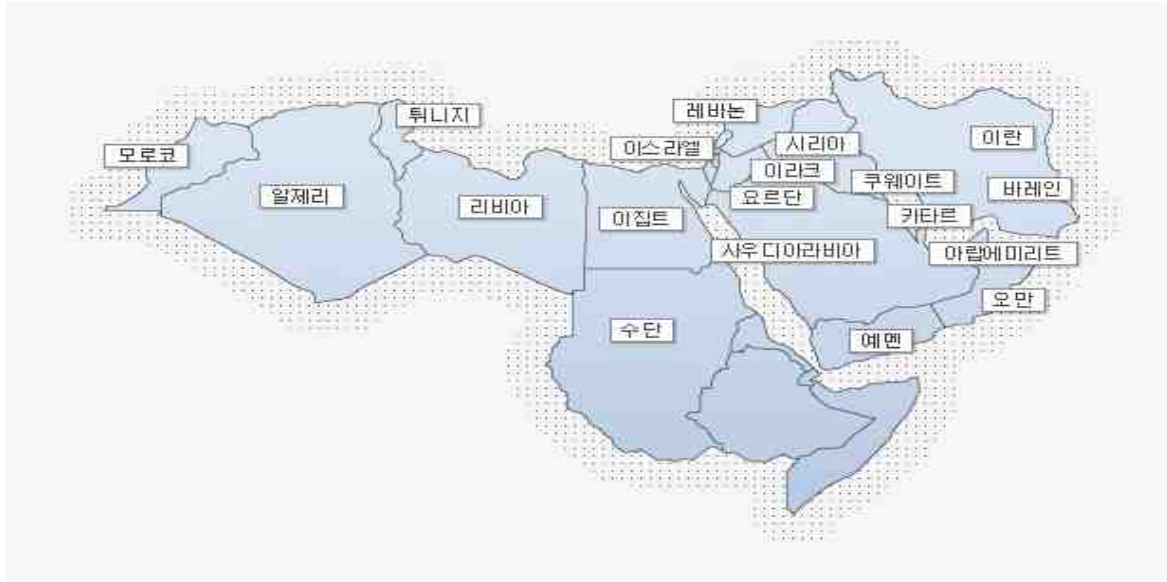 레바논
튀니지
이란
시리아
이스라엘
모로코
이라크
쿠웨이트
바레인
알제리
요르단
리비아
이집트
카타르
사우디아라비아
아랍에미리트
오만
수단
예멘